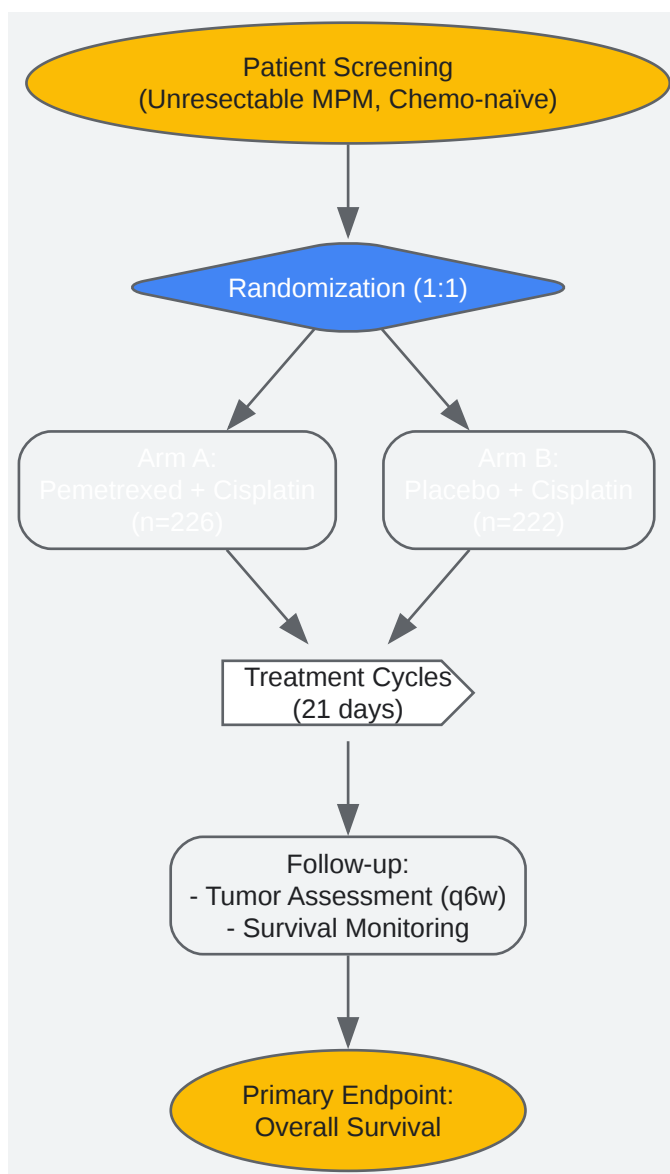 Patient Screening
(Unresectable MPM, Chemo-naïve)
Randomization (1:1)
Arm A:
Pemetrexed + Cisplatin
(n=226)
Arm B:
Placebo + Cisplatin
(n=222)
Treatment Cycles
(21 days)
Follow-up:
- Tumor Assessment (q6w)
- Survival Monitoring
Primary Endpoint:
Overall Survival